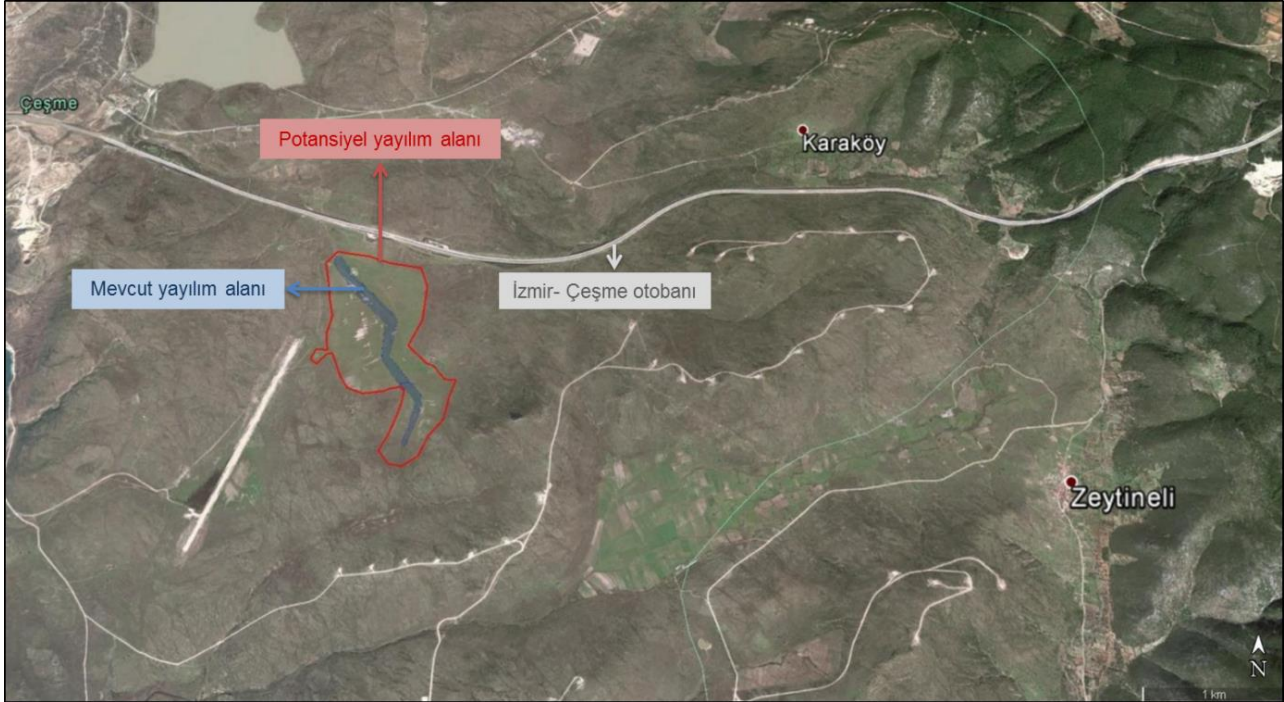 Çeşme
Potansiyel yayılım alanı
Karaköy
Mevcut yayılım alanı
İzmir- Çeşme otobanı
Zeytineli
N
1 km